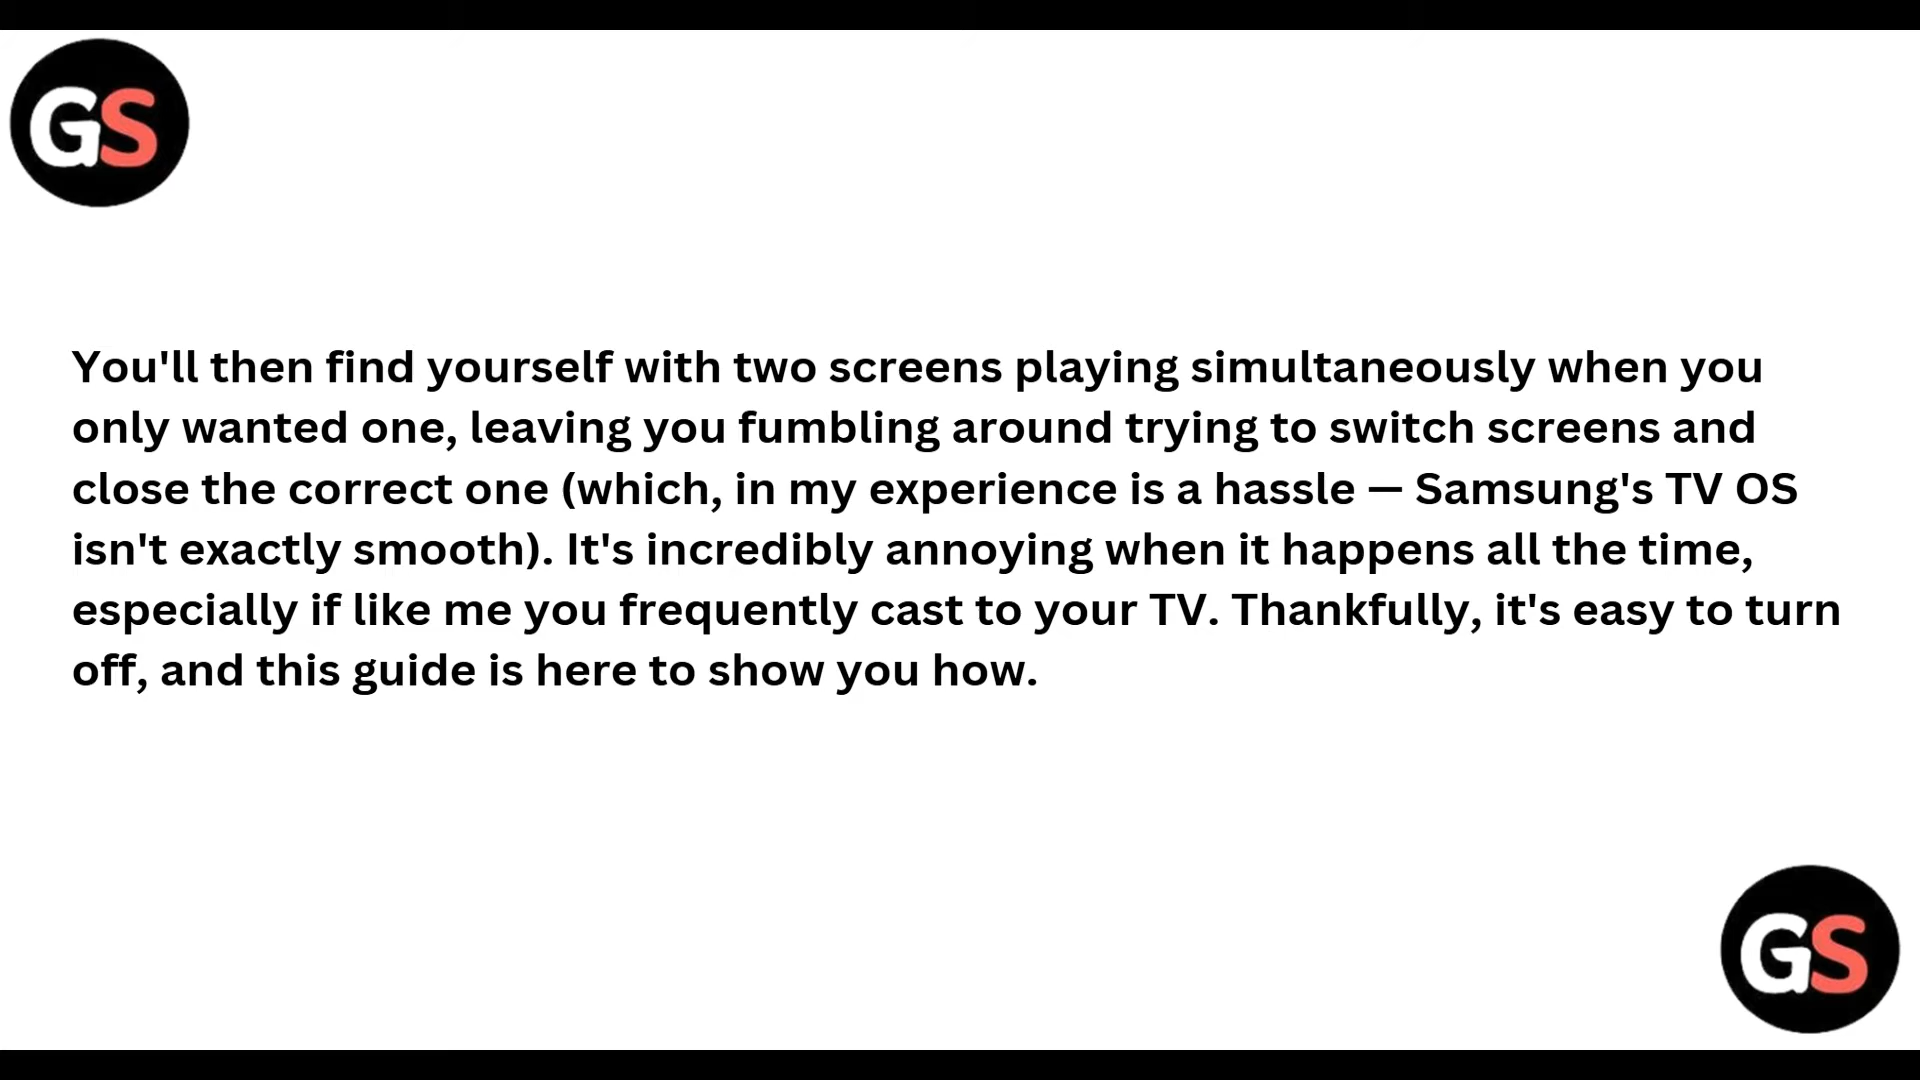 GS
You'll then find yourself with two screens playing simultaneously when you
only wanted one, leaving you fumbling around trying to switch screens and
close the correct one (which, in my experience is a hassle — Samsung's TV OS
isn't exactly smooth). It's incredibly annoying when it happens all the time,
especially if like me you frequently cast to your TV. Thankfully, it's easy to turn
off, and this guide is here to show you how.
GS